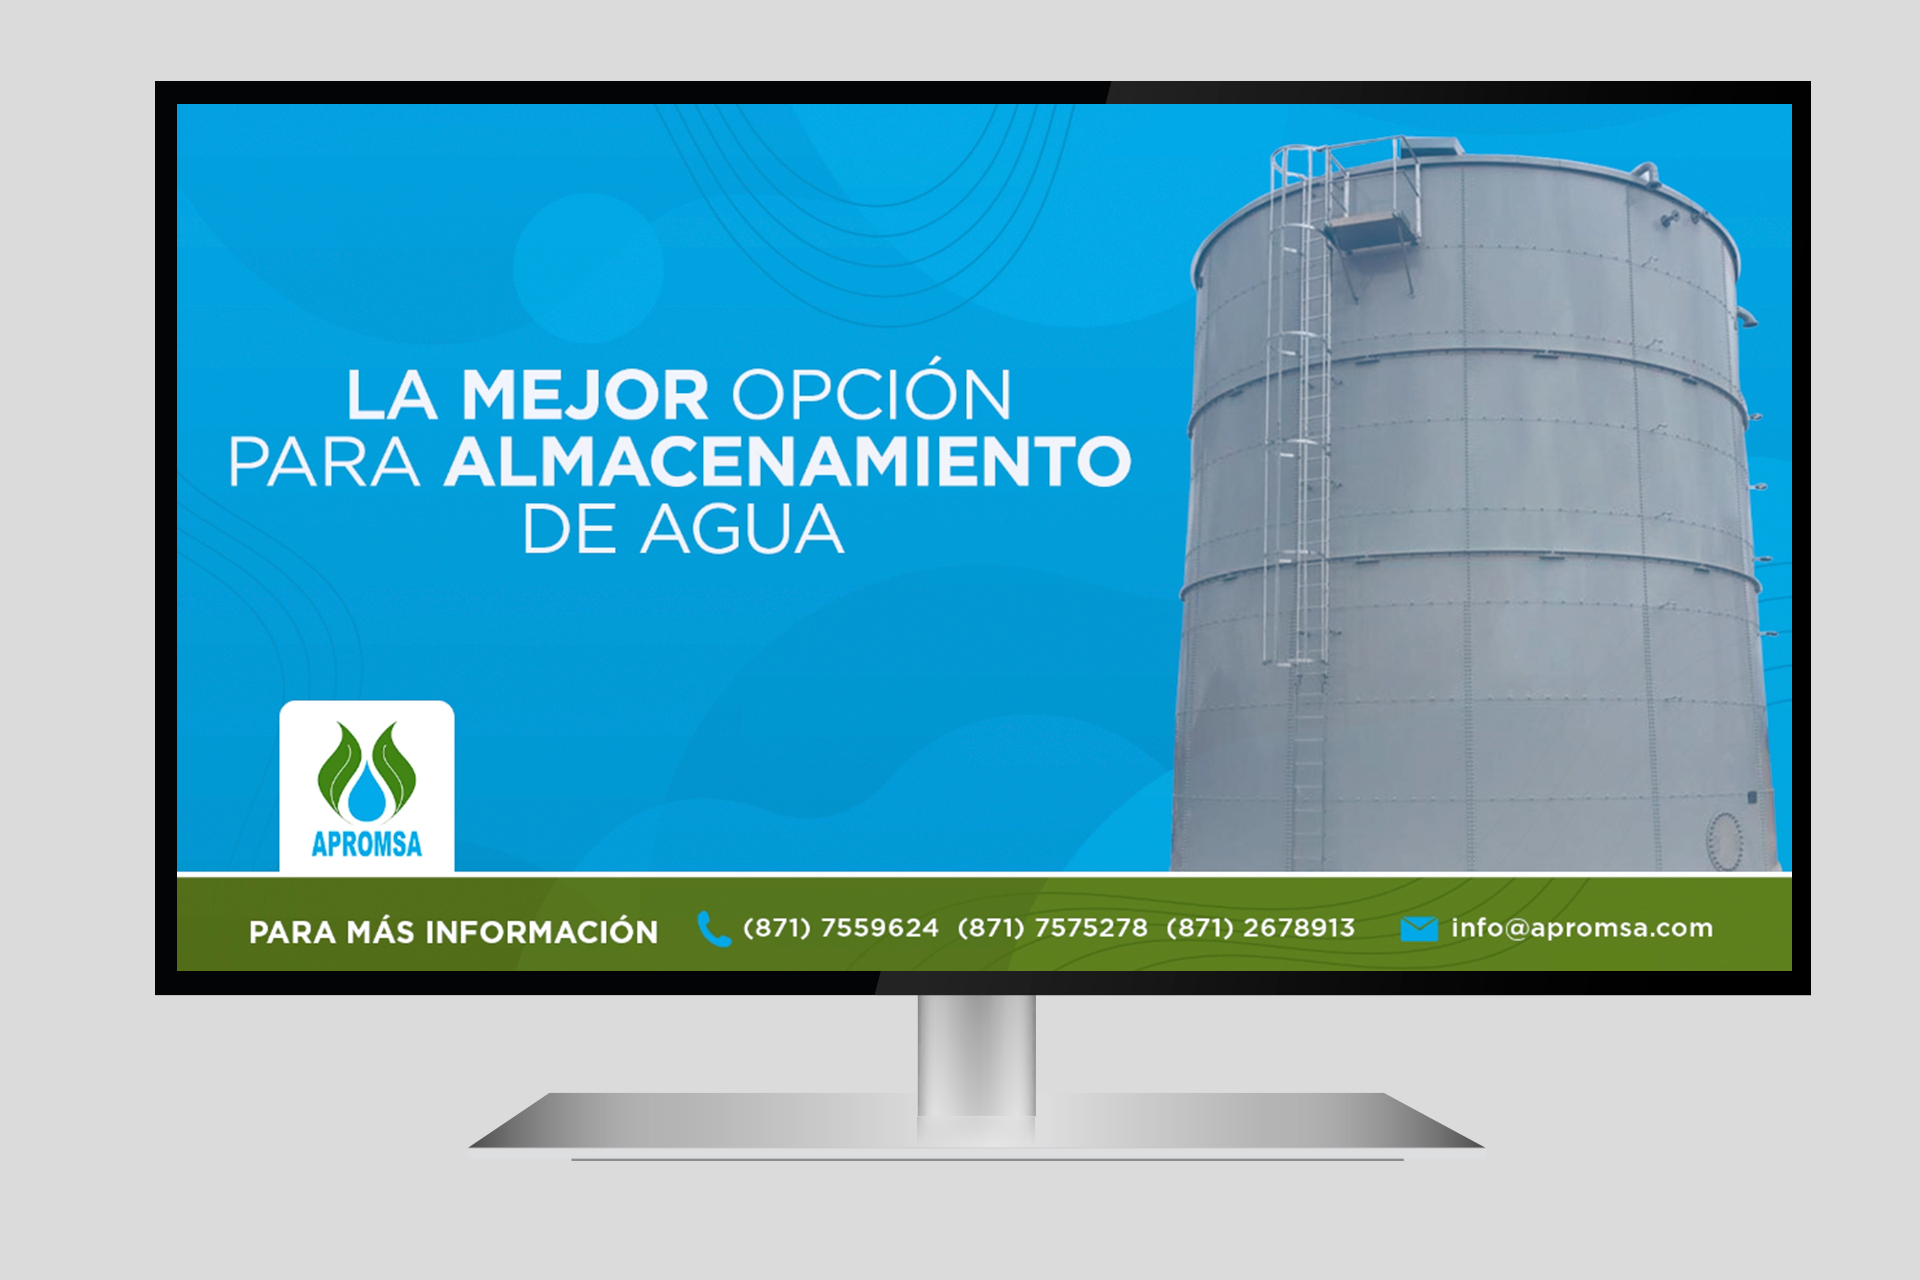 LA MEJOR OPCIÓN
PARA ALMACENAMIENTO
DE AGUA
APROMSA
PARA MÁS INFORMACIÓN (871) 7559624 (871) 7575278 (871) 2678913 info@apromsa.com